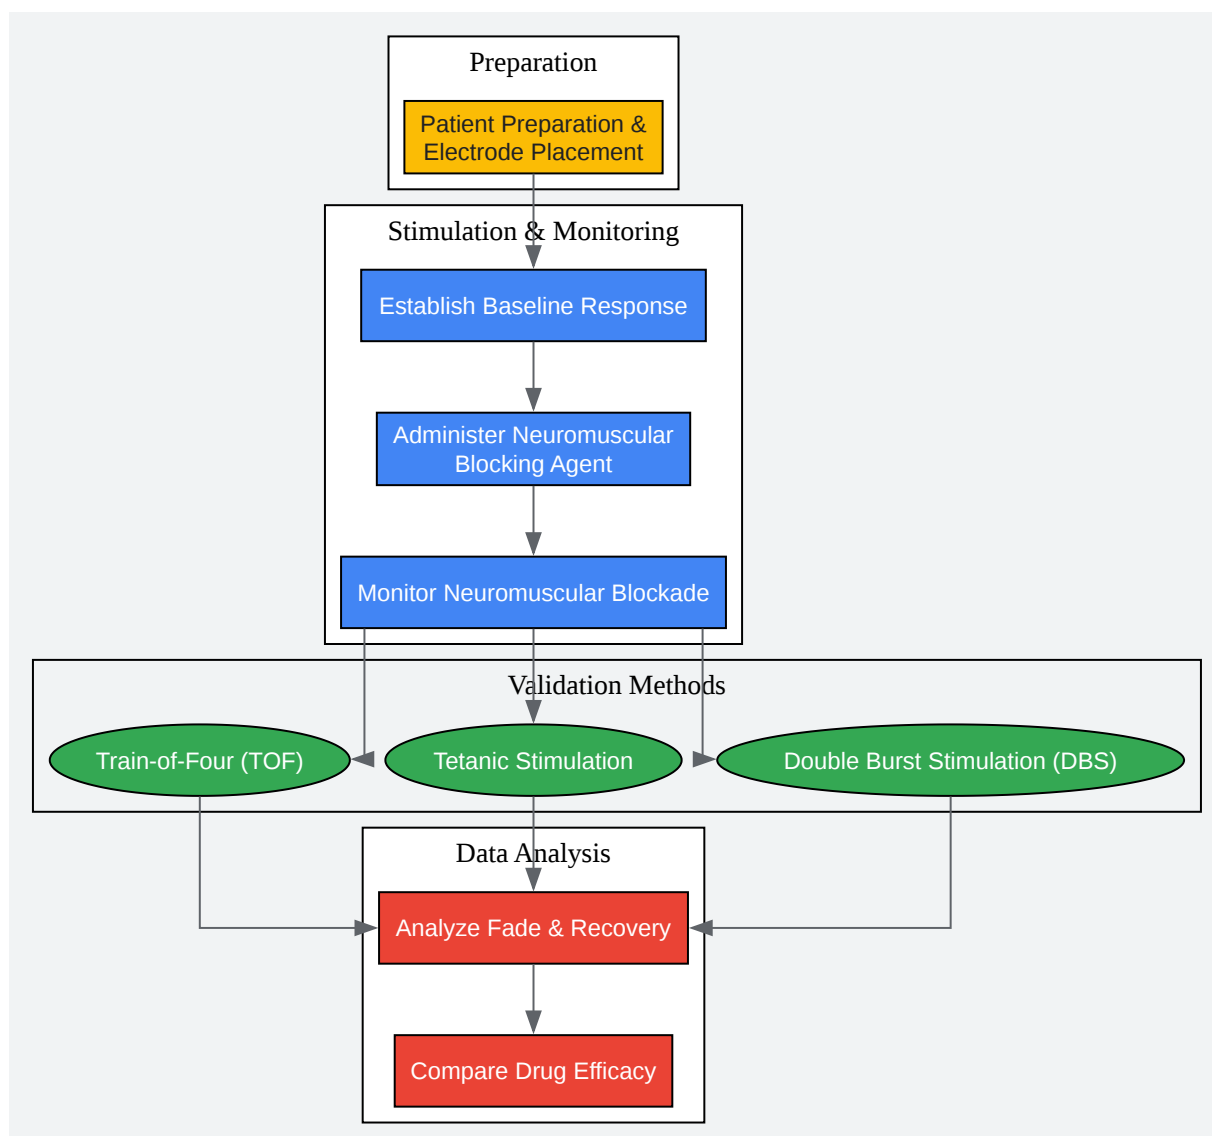 Preparation
Patient Preparation &
Electrode Placement
Stimulation & Monitoring
Establish Baseline Response
Administer Neuromuscular
Blocking Agent
Monitor Neuromuscular Blockade
Validation Methods
Train-of-Four (TOF)
Tetanic Stimulation
Double Burst Stimulation (DBS)
Data Analysis
Analyze Fade & Recovery
Compare Drug Efficacy